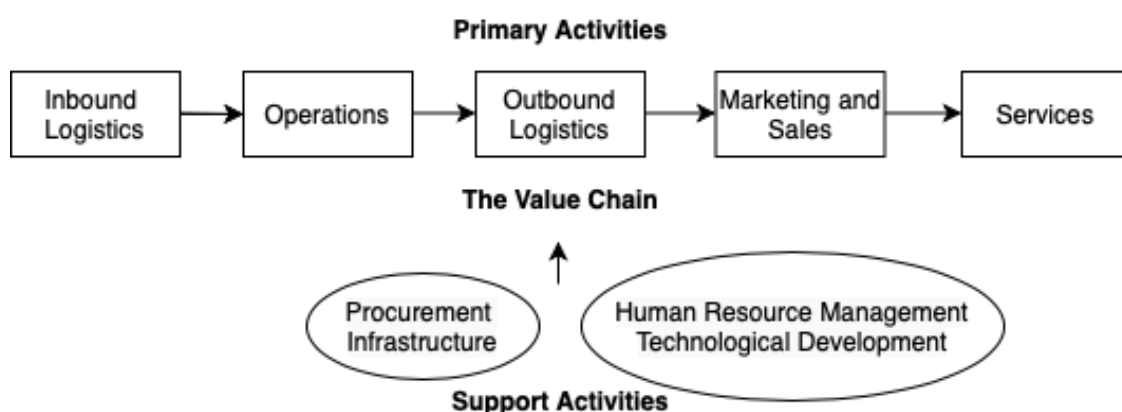 Primary Activities
Inbound
Logistics
Operations
Outbound
Logistics
Marketing and
Sales
Services
The Value Chain
Procurement
Infrastructure
Human Resource Management
Technological Development
Support Activities